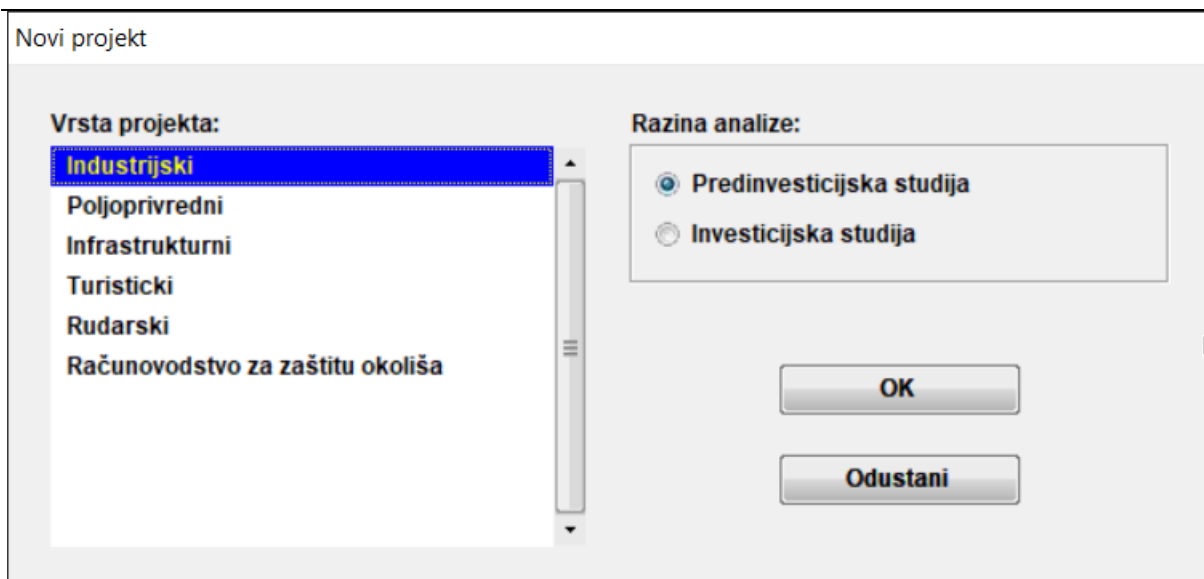 Novi projekt
Vrsta projekta:
Industrijski
Poljoprivredni
Infrastrukturni
Turisticki
Rudarski
Računovodstvo za zaštitu okoliša
Razina analize:
Predinvesticijska studija
Investicijska studija
OK
Odustani